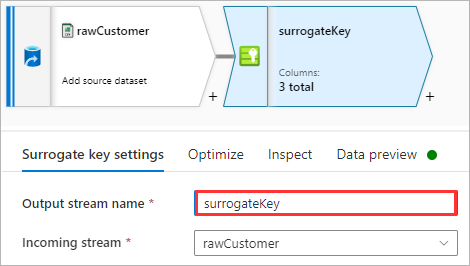 rawCustomer
Add source dataset
+
surrogateKey
Columns:
3 total
+
Surrogate key settings Optimize Inspect Data preview
Output stream name * surrogateKey
Incoming stream * rawCustomer